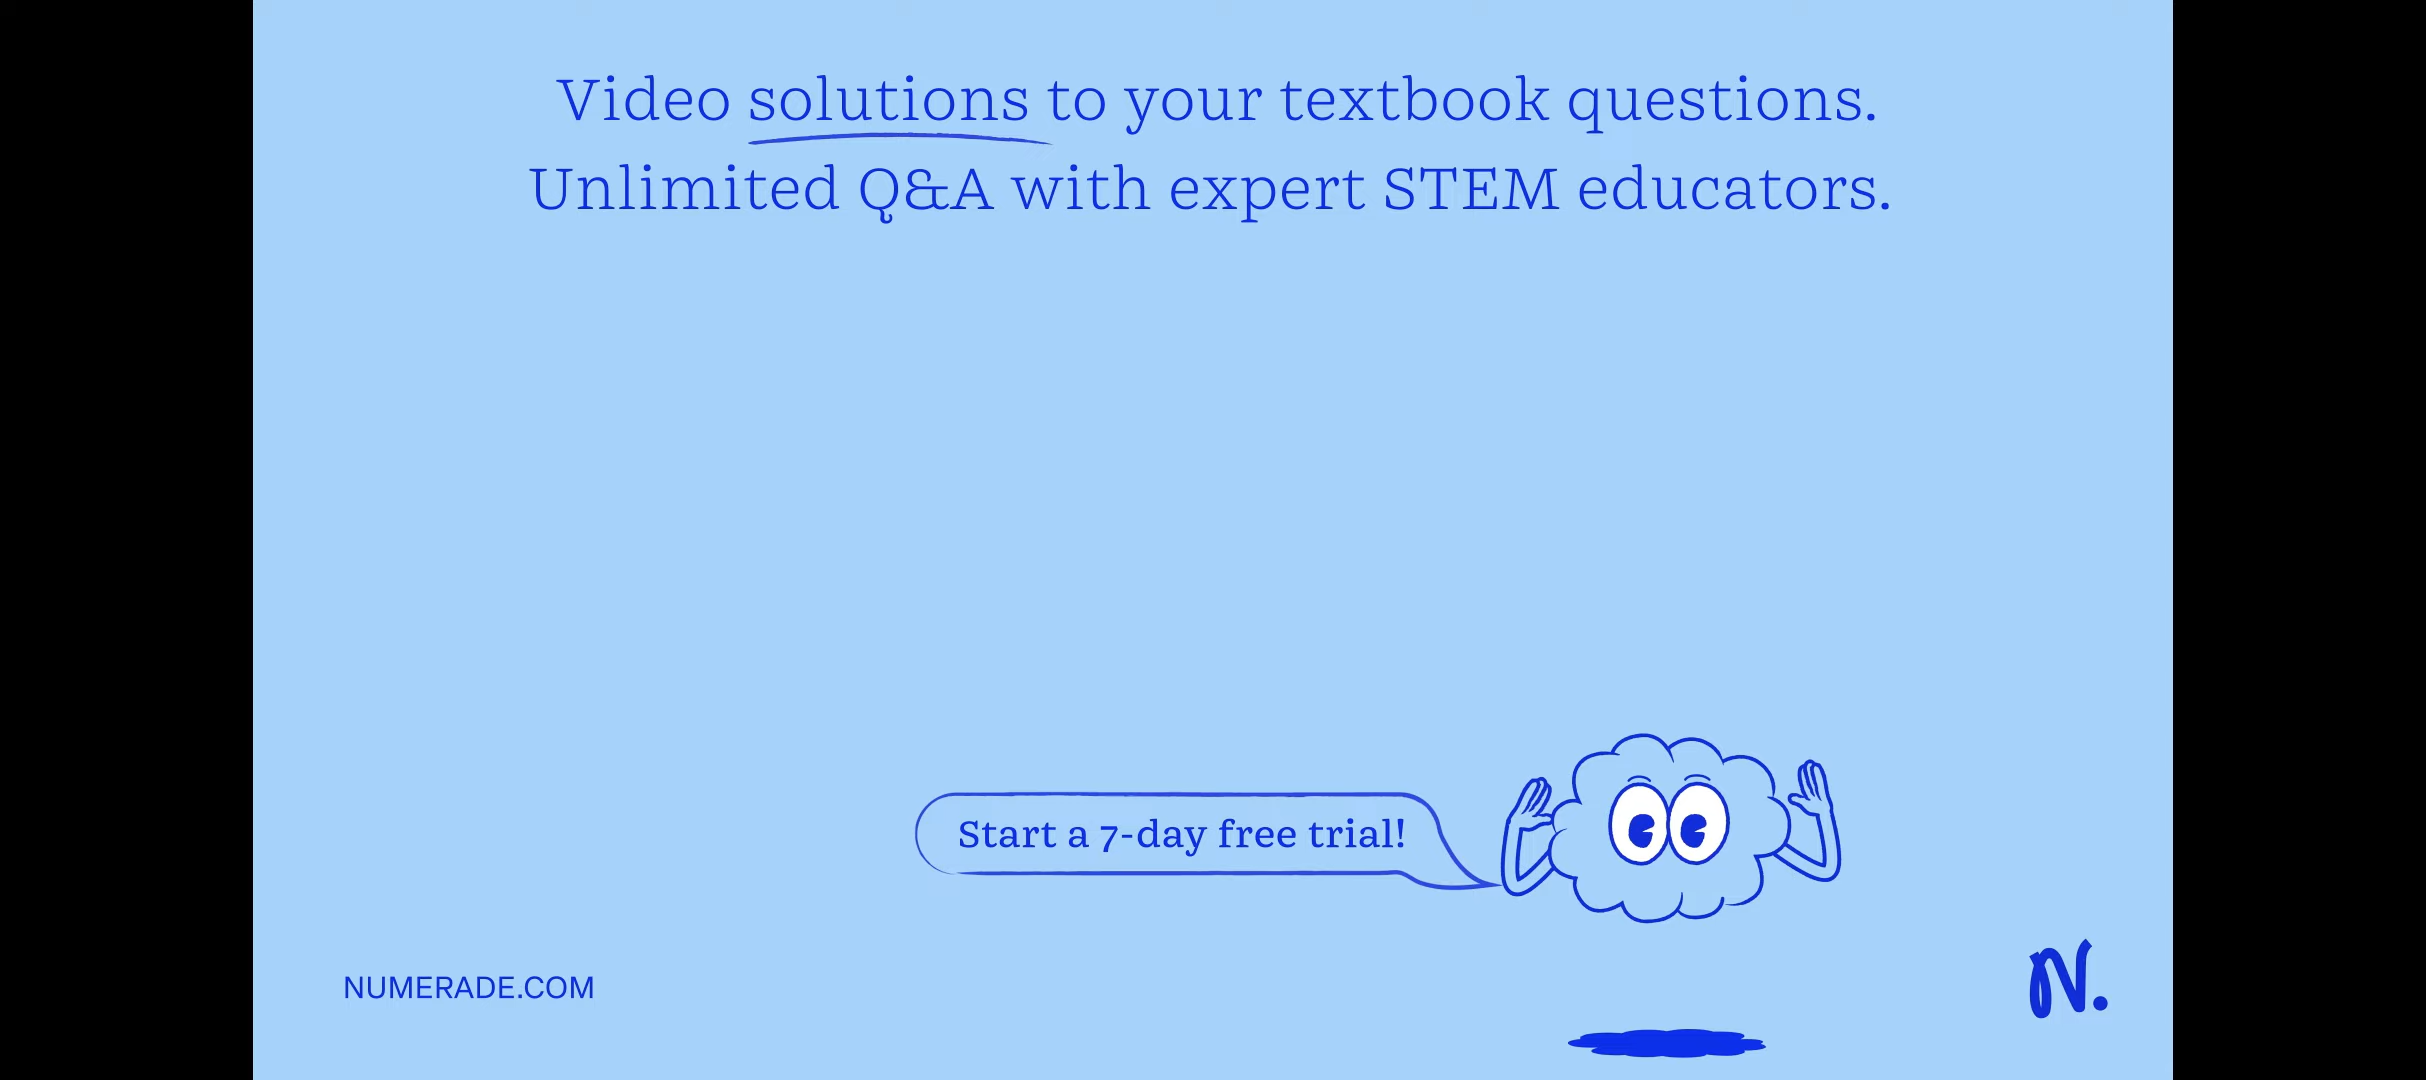 Video solutions to your textbook questions.
Unlimited Q&A with expert STEM educators.
Start a 7-day free trial!
NUMERADE.COM
N.